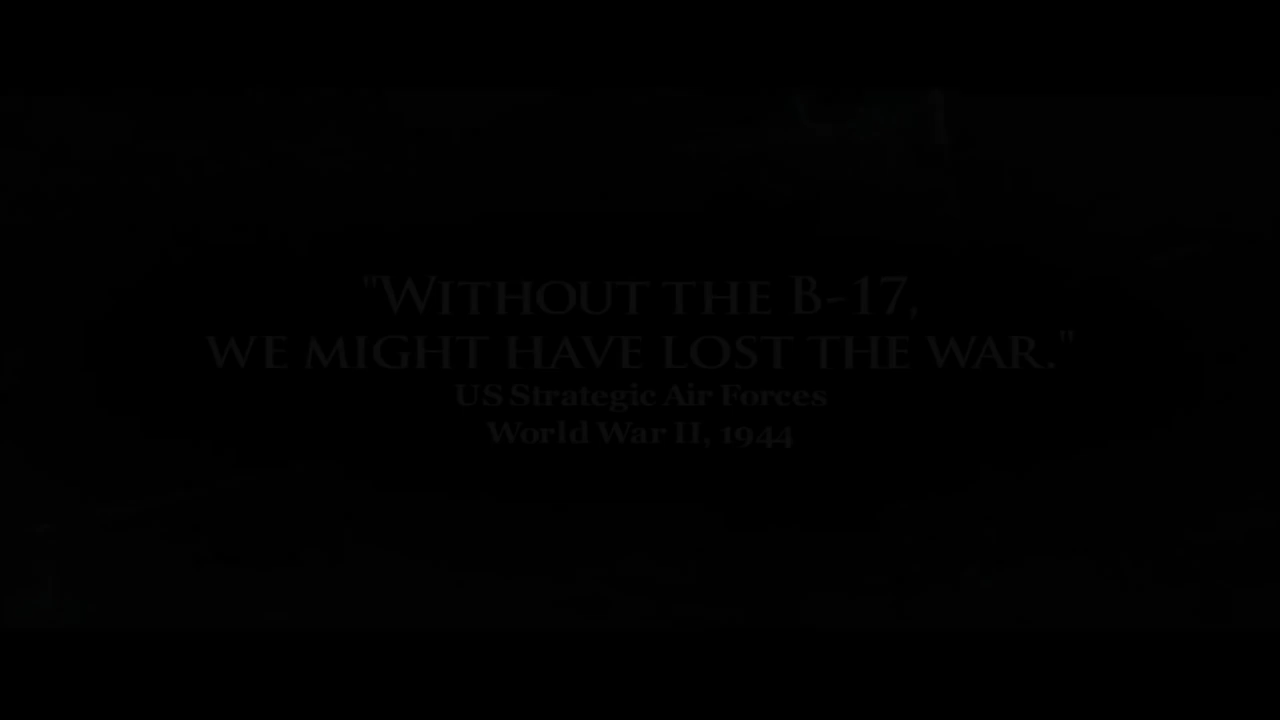 "Without the B-17,
we might have lost the war."
US Strategic Air Forces
World War II, 1944